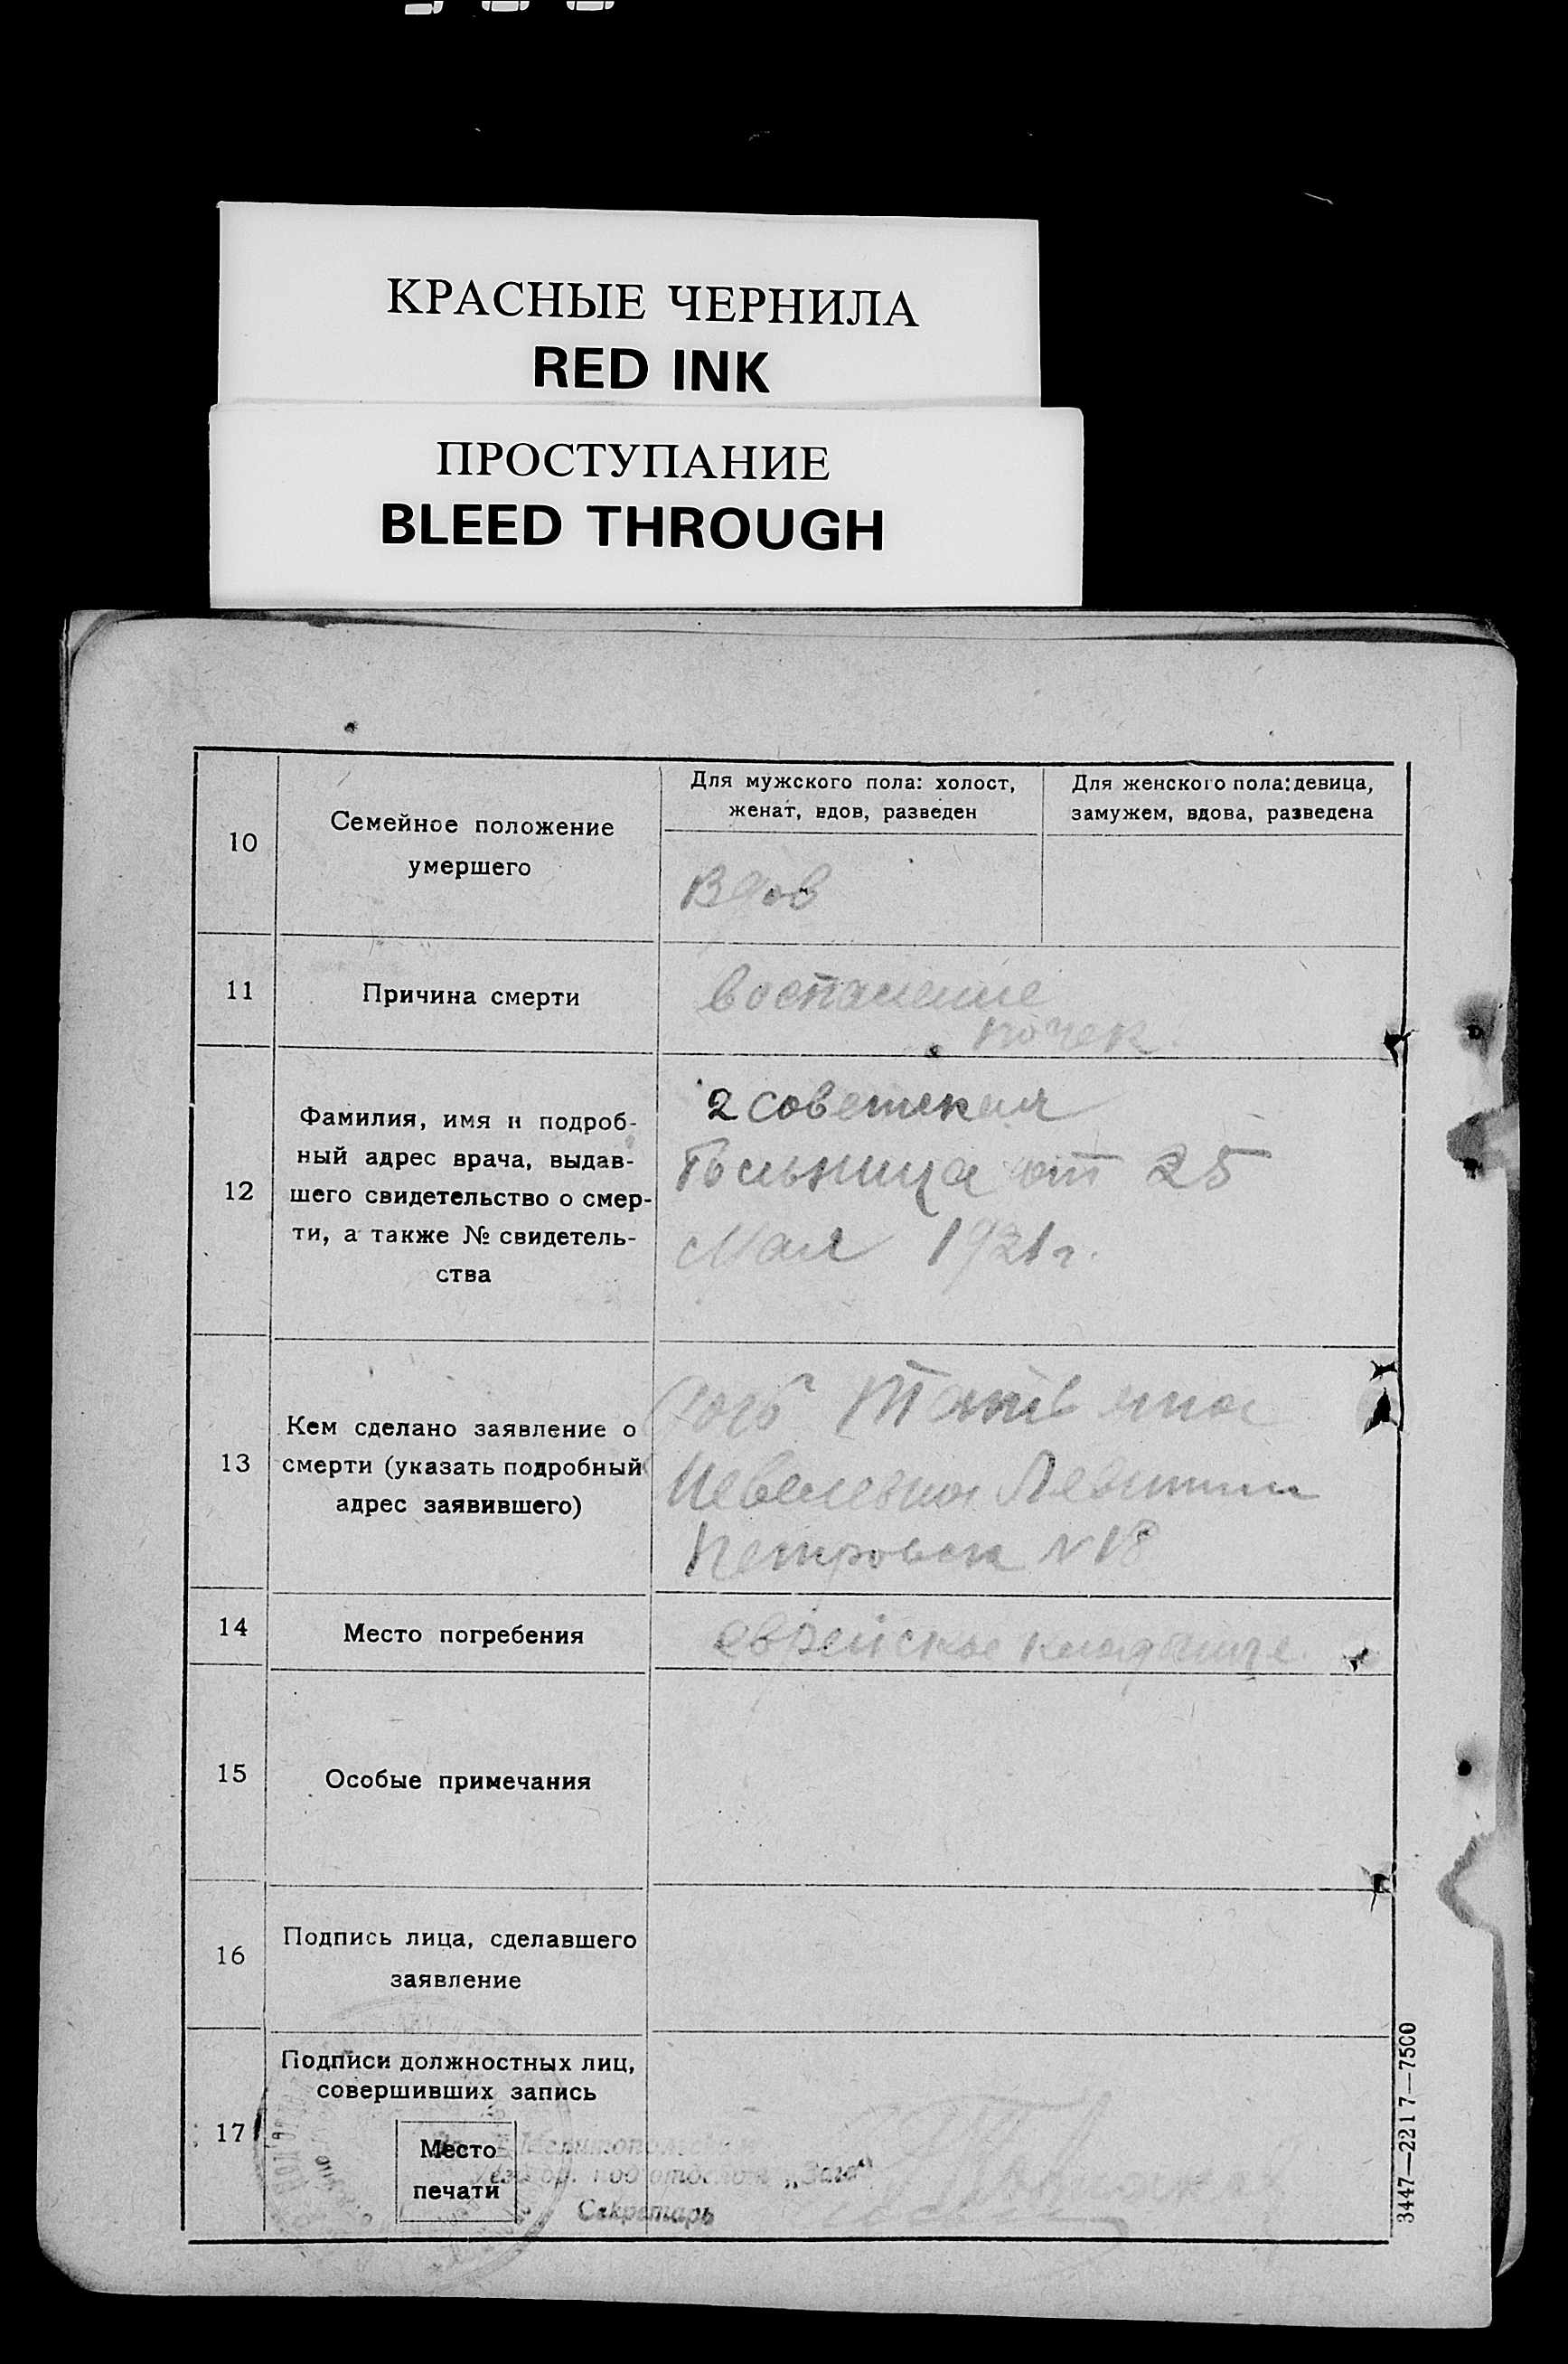 КРАСНЫЕ ЧЕРНИЛА
RED INK
ПРОСТУПАНИЕ
BLEED THROUGH
10
Семейное положение
умершего
Для мужского пола: холост,
женат, вдов, разведен
Для женского пола: девица,
замужем, вдова, разведена
Вдов
11
Причина смерти
воспаление
почек
12
Фамилия, имя и подроб-
ный адрес врача, выдав-
шего свидетельство о смер-
ти, а также № свидетель-
ства
2 советская
больница от 25
Мая 1921 г.
13
Кем сделано заявление о
смерти (указать подробный
адрес заявившего)
N 18
14
Место погребения
еврейское кладбище.
15
Особые примечания
16
Подпись лица, сделавшего
заявление
17
Подписи должностных лиц,
совершивших запись
Место
печати
Мелитопольским
подотделом „Загс“
Секретарь
3447—2217—7500